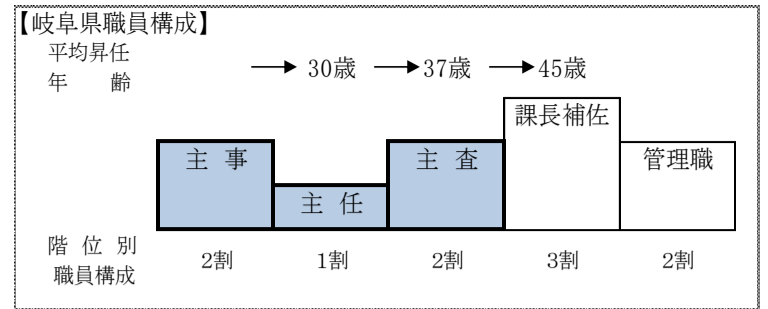 【岐阜県職員構成】
平均昇任
年齢
→ 30歳 → 37歳 → 45歳
課長補佐
主事 主査 管理職
主任
階位別
職員構成
2割 1割 2割 3割 2割